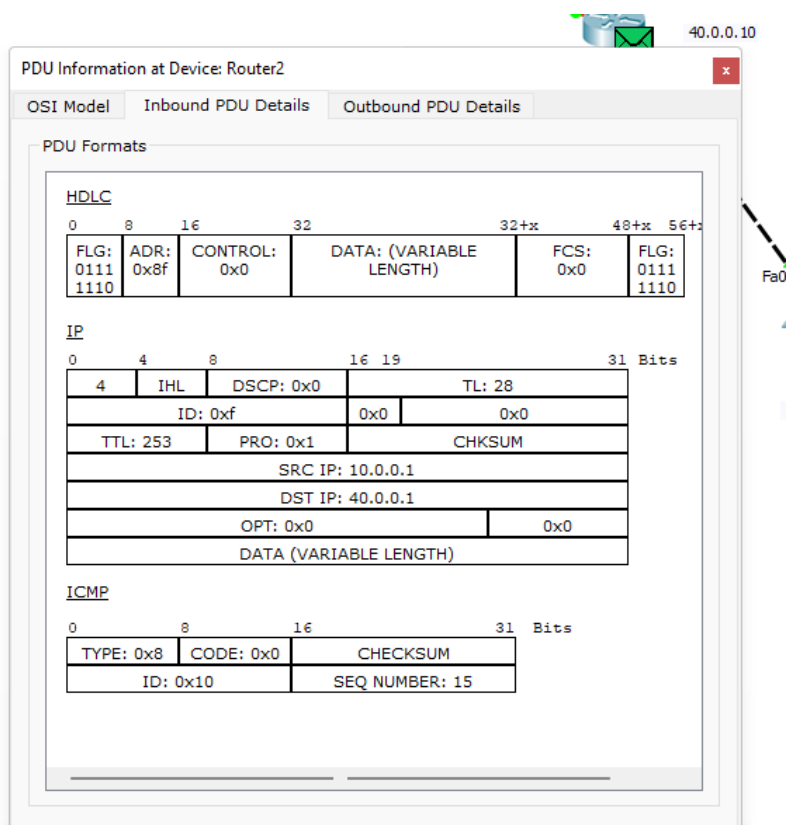 40.0.0.10
PDU Information at Device: Router2
x
OSI Model Inbound PDU Details Outbound PDU Details
PDU Formats
HDLC
0 8 16 32 32+x 48+x 56+x
FLG: 0111 1110 ADR: 0x8f CONTROL: 0x0 DATA: (VARIABLE LENGTH) FCS: 0x0 FLG: 0111 1110
Fa0
IP
0 4 8 16 19 31 Bits
4 IHL DSCP: 0x0 TL: 28
ID: 0xf 0x0 0x0
TTL: 253 PRO: 0x1 CHKSUM
SRC IP: 10.0.0.1
DST IP: 40.0.0.1
OPT: 0x0 0x0
DATA (VARIABLE LENGTH)
ICMP
0 8 16 31 Bits
TYPE: 0x8 CODE: 0x0 CHECKSUM
ID: 0x10 SEQ NUMBER: 15